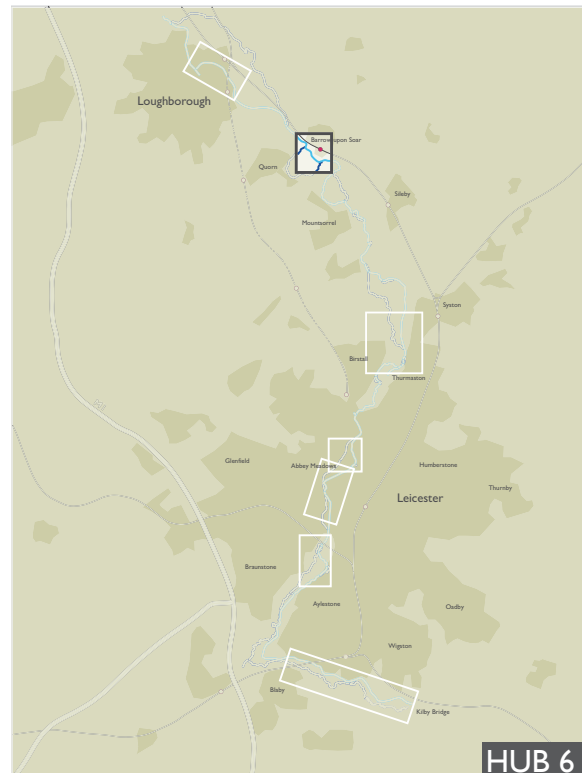 Loughborough
Barrow upon Soar
Quorn
Sileby
Mountsorrel
Syston
Birstall
Thurmaston
Glenfield
Abbey Meadows
Humberstone
Thurnby
Leicester
Braunstone
Aylestone
Oadby
Wigston
Blaby
Kilby Bridge
HUB 6